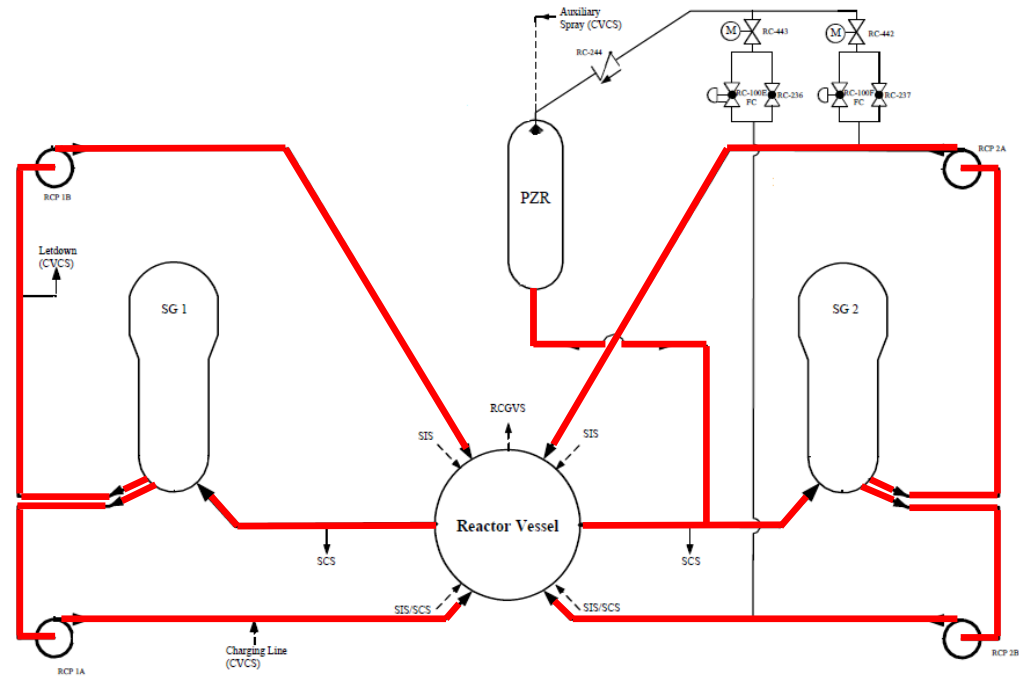 Auxiliary
Spray (CVCS)
RC-244
M
RC-443
M
RC-442
RC-100E
FC
RC-236
RC-100F
FC
RC-237
RCP 1B
PZR
RCP 2A
Letdown
(CVCS)
SG 1
SG 2
RCGVS
SIS
SIS
Reactor Vessel
SCS
SCS
SIS/SCS
SIS/SCS
Charging Line
(CVCS)
RCP 1A
RCP 2B